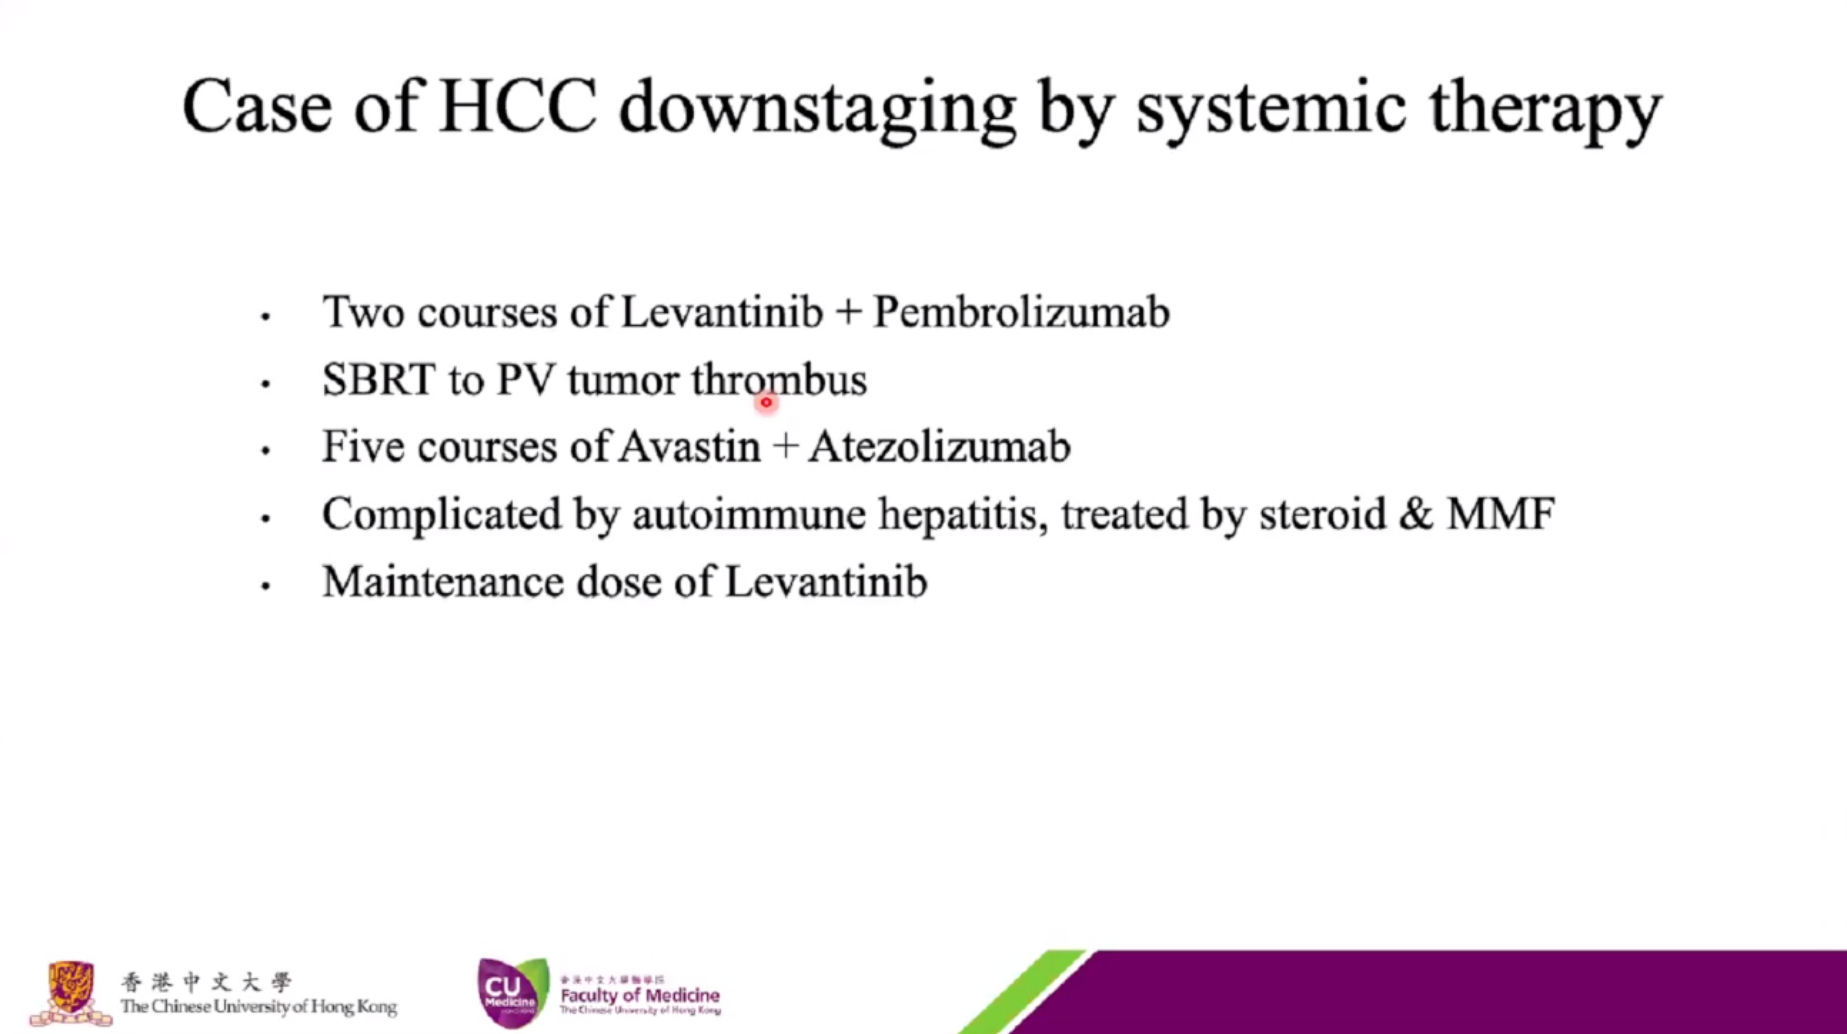 Case of HCC downstaging by systemic therapy
• Two courses of Levantinib + Pembrolizumab
• SBRT to PV tumor thrombus
• Five courses of Avastin + Atezolizumab
• Complicated by autoimmune hepatitis, treated by steroid & MMF
• Maintenance dose of Levantinib
香港中文大學
The Chinese University of Hong Kong
CU
Medicine
HONG KONG
香港中文大學醫學院
Faculty of Medicine
The Chinese University of Hong Kong